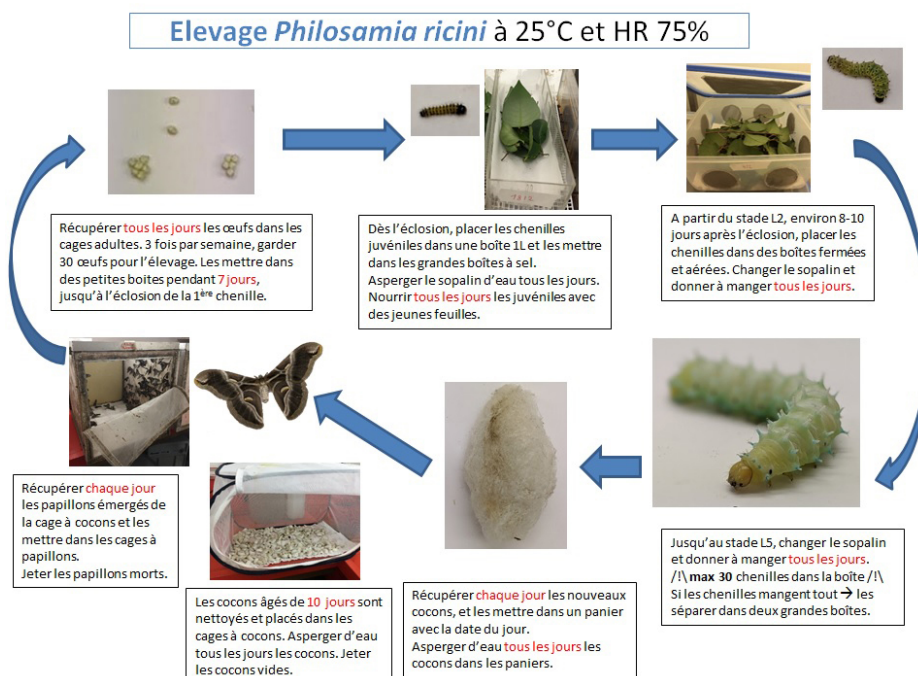 Elevage Philosamia ricini à 25°C et HR 75%
Récupérer tous les jours les œufs dans les
cages adultes. 3 fois par semaine, garder
30 œufs pour l'élevage. Les mettre dans
des petites boites pendant 7 jours,
jusqu'à l'éclosion de la 1ère chenille.
Dès l'éclosion, placer les chenilles
juvéniles dans une boîte 1L et les mettre
dans les grandes boîtes à sel.
Asperger le sopalin d'eau tous les jours.
Nourrir tous les jours les juvéniles avec
des jeunes feuilles.
A partir du stade L2, environ 8-10
jours après l'éclosion, placer les
chenilles dans des boîtes fermées
et aérées. Changer le sopalin et
donner à manger tous les jours.
Jusqu'au stade L5, changer le sopalin
et donner à manger tous les jours.
/!\ max 30 chenilles dans la boîte /!\
Si les chenilles mangent tout → les
séparer dans deux grandes boîtes.
Récupérer chaque jour les nouveaux
cocons, et les mettre dans un panier
avec la date du jour.
Asperger d'eau tous les jours les
cocons dans les paniers.
Les cocons âgés de 10 jours sont
nettoyés et placés dans les
cages à cocons. Asperger d'eau
tous les jours les cocons. Jeter
les cocons vides.
Récupérer chaque jour
les papillons émergés de
la cage à cocons et les
mettre dans les cages à
papillons.
Jeter les papillons morts.